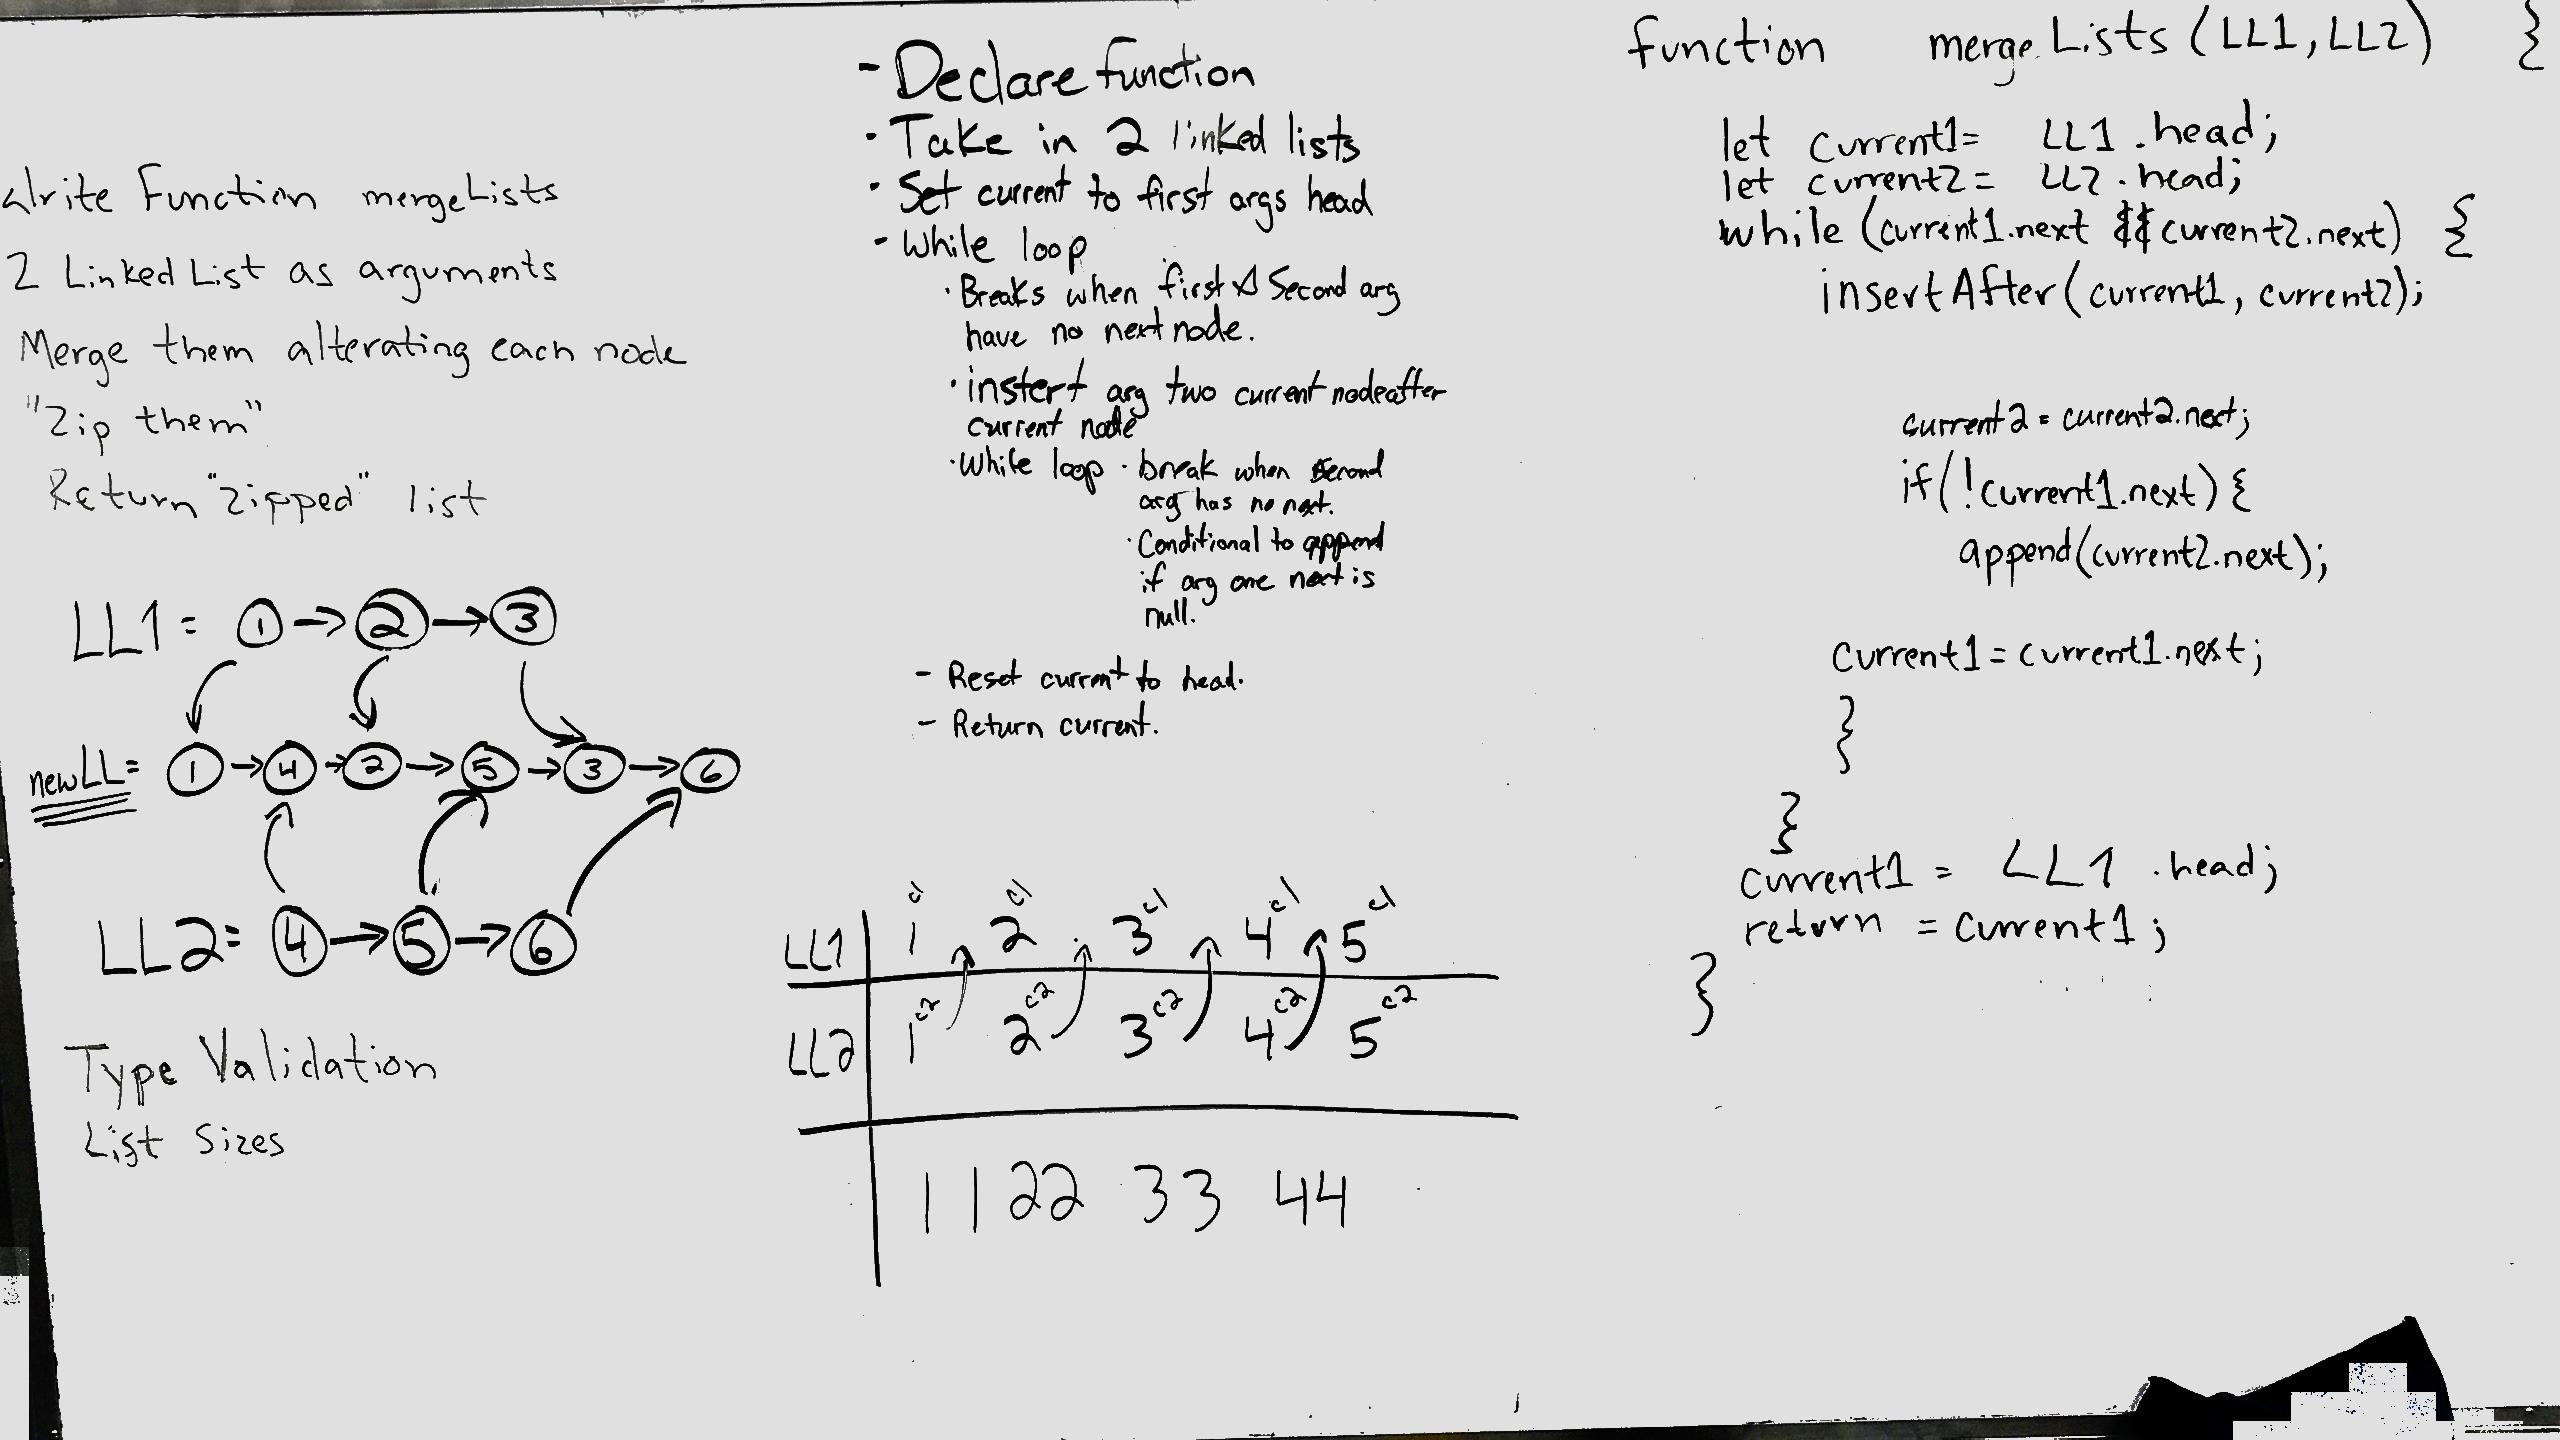 Write Function mergeLists
2 Linked List as arguments
Merge them alterating each node
"Zip them"
Return "zipped" list
LL1 = 1 → 2 → 3
newLL = 1 → 4 → 2 → 5 → 3 → 6
LL2 = 4 → 5 → 6
Type Validation
List Sizes
- Declare function
· Take in 2 linked lists
· Set current to first args head
- While loop
· Breaks when first & Second arg
have no next node.
· instert arg two current node after
current node
· While loop · break when second
arg has no next.
· Conditional to append
if arg one next is
null.
- Reset current to head.
- Return current.
c1 c1 c1 c1 c1
LL1 1 2 3 4 5
c2 c2 c2 c2 c2
LL2 1 2 3 4 5
1 1 2 2 3 3 4 4
function mergeLists (LL1, LL2) {
let current1= LL1 .head;
let current2= LL2 .head;
while (current1.next && current2.next) {
insertAfter(current1, current2);
current2 = current2.next;
if(!current1.next) {
append(current2.next);
current1 = current1.next;
}
}
current1 = LL1 .head;
return = current1;
}